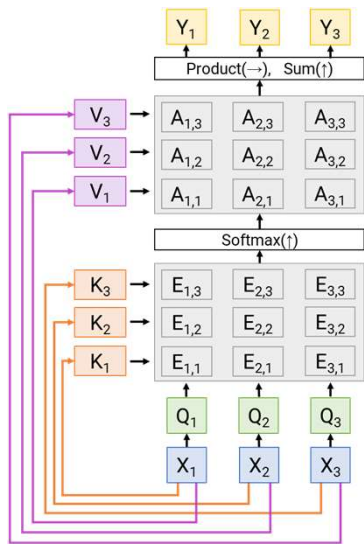 Y1 Y2 Y3
Product(→), Sum(↑)
V3 A1,3 A2,3 A3,3
V2 A1,2 A2,2 A3,2
V1 A1,1 A2,1 A3,1
Softmax(↑)
K3 E1,3 E2,3 E3,3
K2 E1,2 E2,2 E3,2
K1 E1,1 E2,1 E3,1
Q1 Q2 Q3
X1 X2 X3